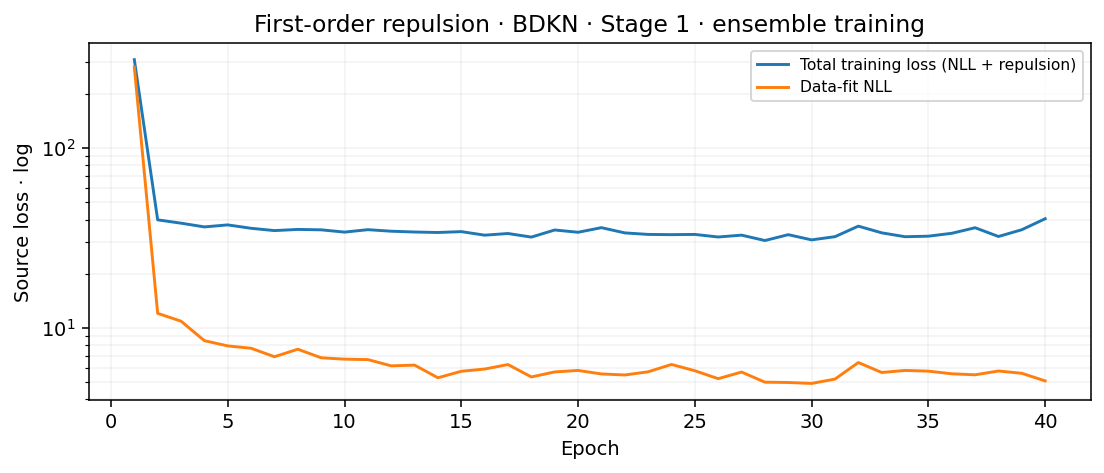 First-order repulsion · BDKN · Stage 1 · ensemble training
Total training loss (NLL + repulsion)
Data-fit NLL
Source loss · log
10²
10¹
0 5 10 15 20 25 30 35 40
Epoch